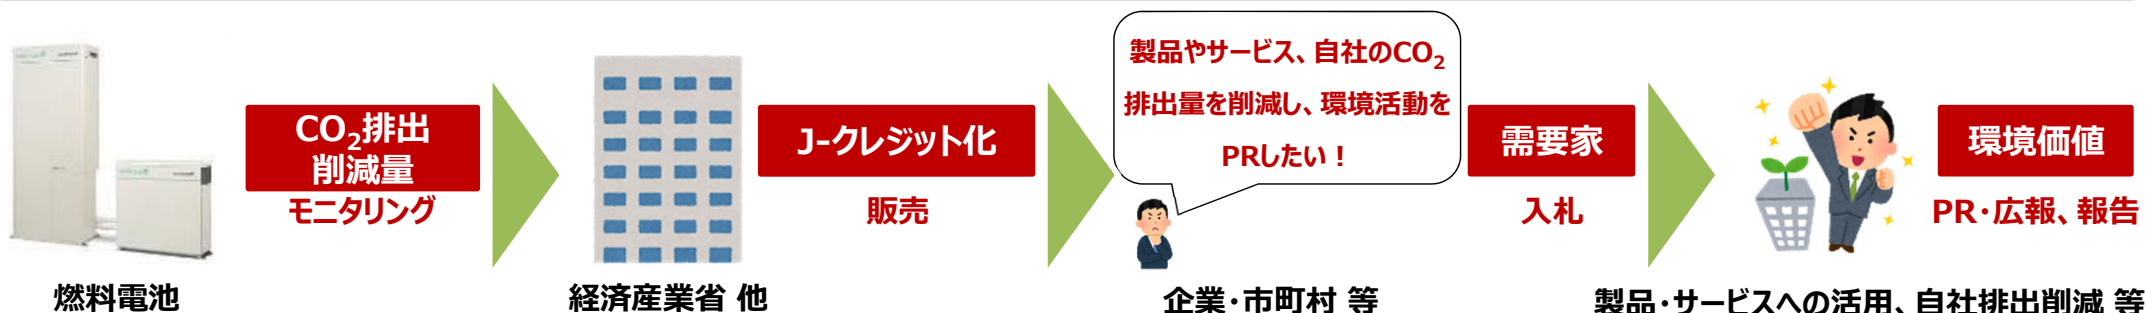 CO₂排出
削減量
モニタリング
燃料電池
経済産業省 他
J-クレジット化
販売
製品やサービス、自社のCO₂
排出量を削減し、環境活動を
PRしたい！
企業・市町村 等
需要家
入札
環境価値
PR・広報、報告
製品・サービスへの活用、自社排出削減 等